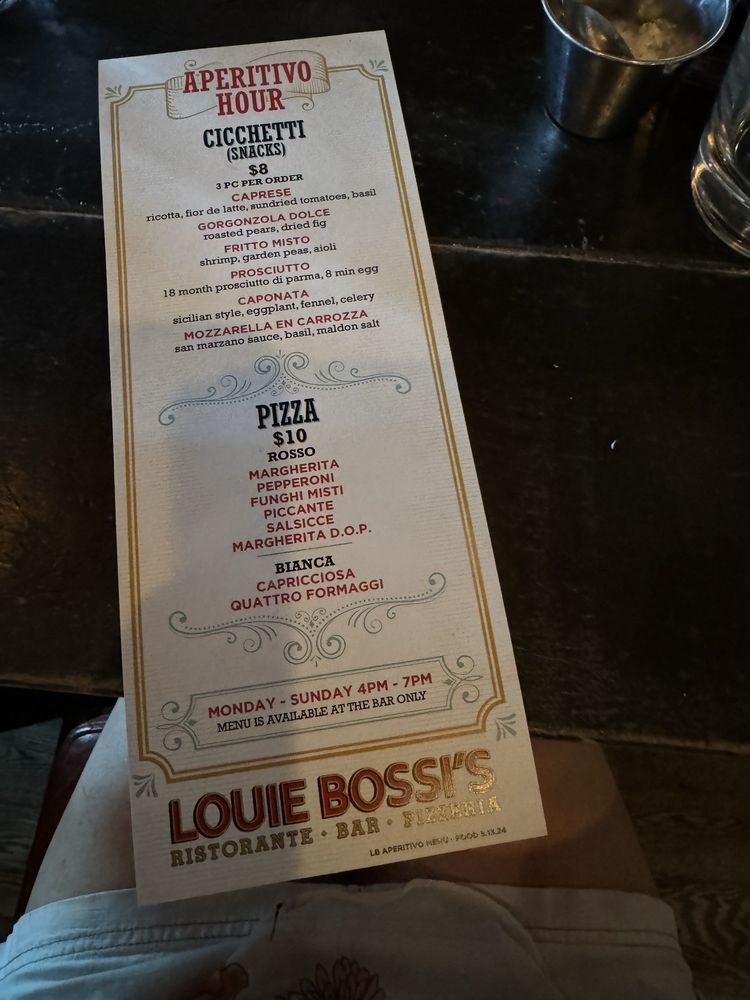 APERITIVO
HOUR
CICCHETTI
(SNACKS)
$8
3 PC PER ORDER
CAPRESE
ricotta, fior de latte, sundried tomatoes, basil
GORGONZOLA DOLCE
roasted pears, dried fig
FRITTO MISTO
shrimp, garden peas, aioli
PROSCIUTTO
18 month prosciutto di parma, 8 min egg
CAPONATA
sicilian style, eggplant, fennel, celery
MOZZARELLA EN CARROZZA
san marzano sauce, basil, maldon salt
PIZZA
$10
ROSSO
MARGHERITA
PEPPERONI
FUNGHI MISTI
PICCANTE
SALSICCE
MARGHERITA D.O.P.
BIANCA
CAPRICCIOSA
QUATTRO FORMAGGI
MONDAY - SUNDAY 4PM - 7PM
MENU IS AVAILABLE AT THE BAR ONLY
LOUIE BOSSI'S
RISTORANTE • BAR • PIZZERIA
LB APERITIVO MENU - FOOD 5.13.24